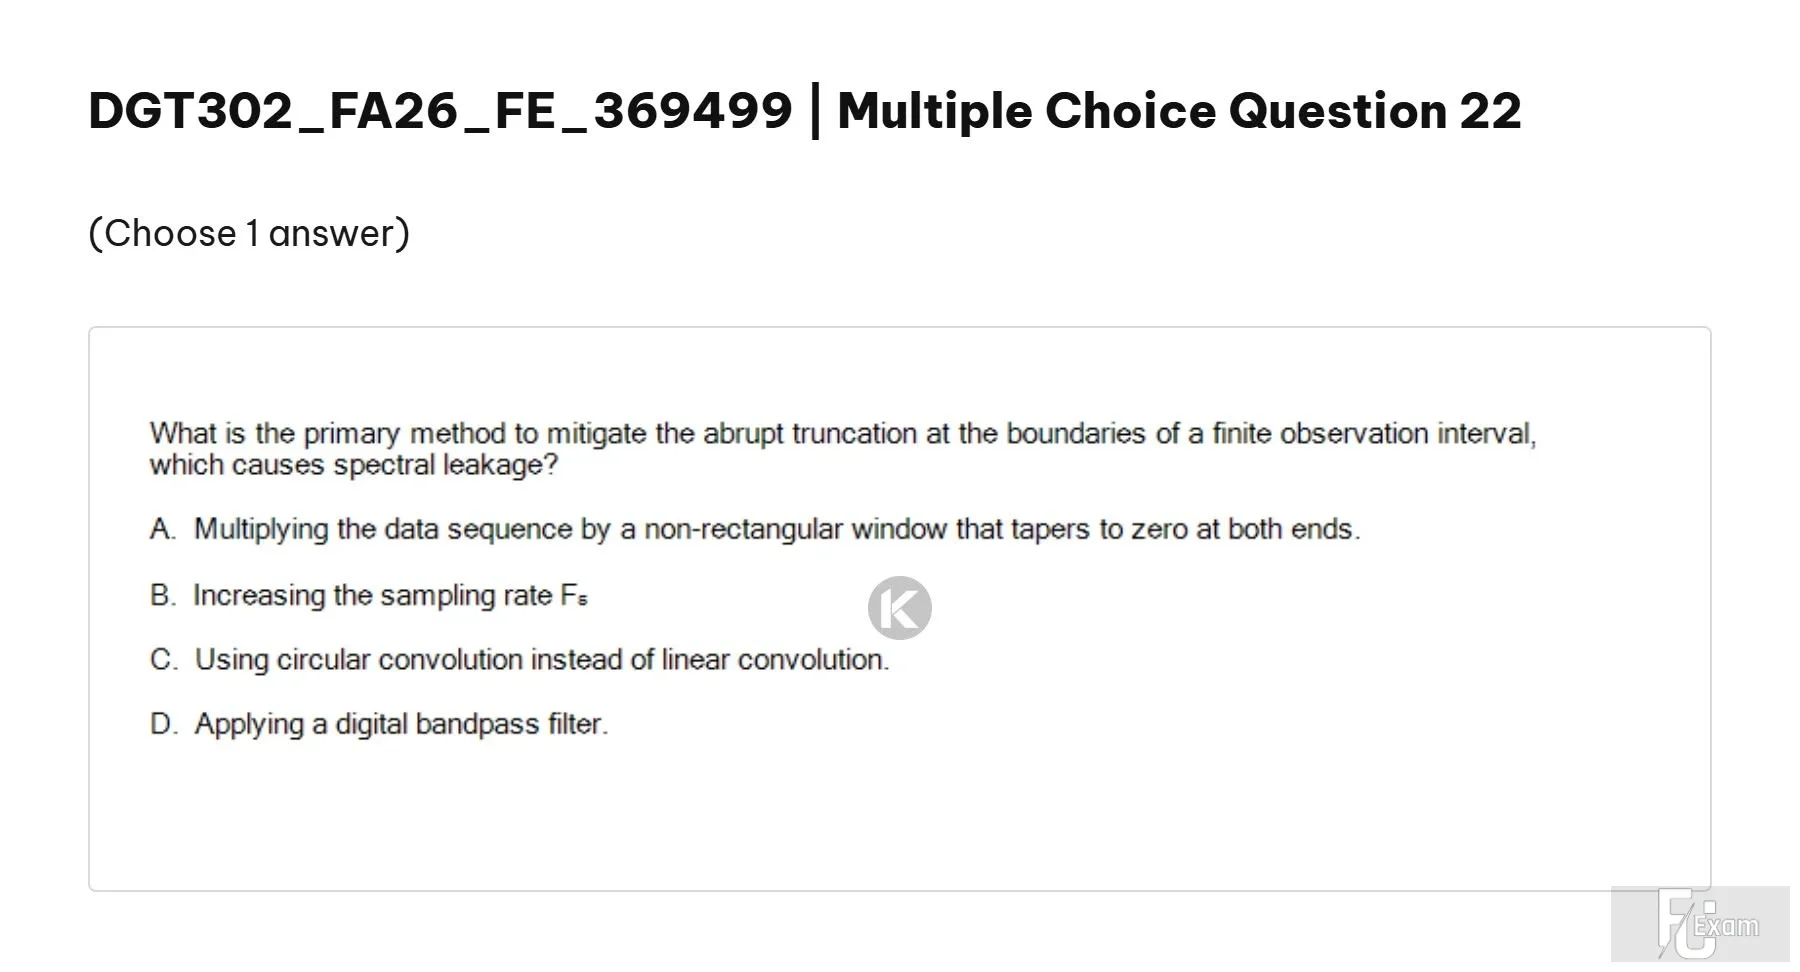 DGT302_FA26_FE_369499 | Multiple Choice Question 22
(Choose 1 answer)
What is the primary method to mitigate the abrupt truncation at the boundaries of a finite observation interval,
which causes spectral leakage?
A. Multiplying the data sequence by a non-rectangular window that tapers to zero at both ends.
B. Increasing the sampling rate Fₛ
K
C. Using circular convolution instead of linear convolution.
D. Applying a digital bandpass filter.
FU Exam